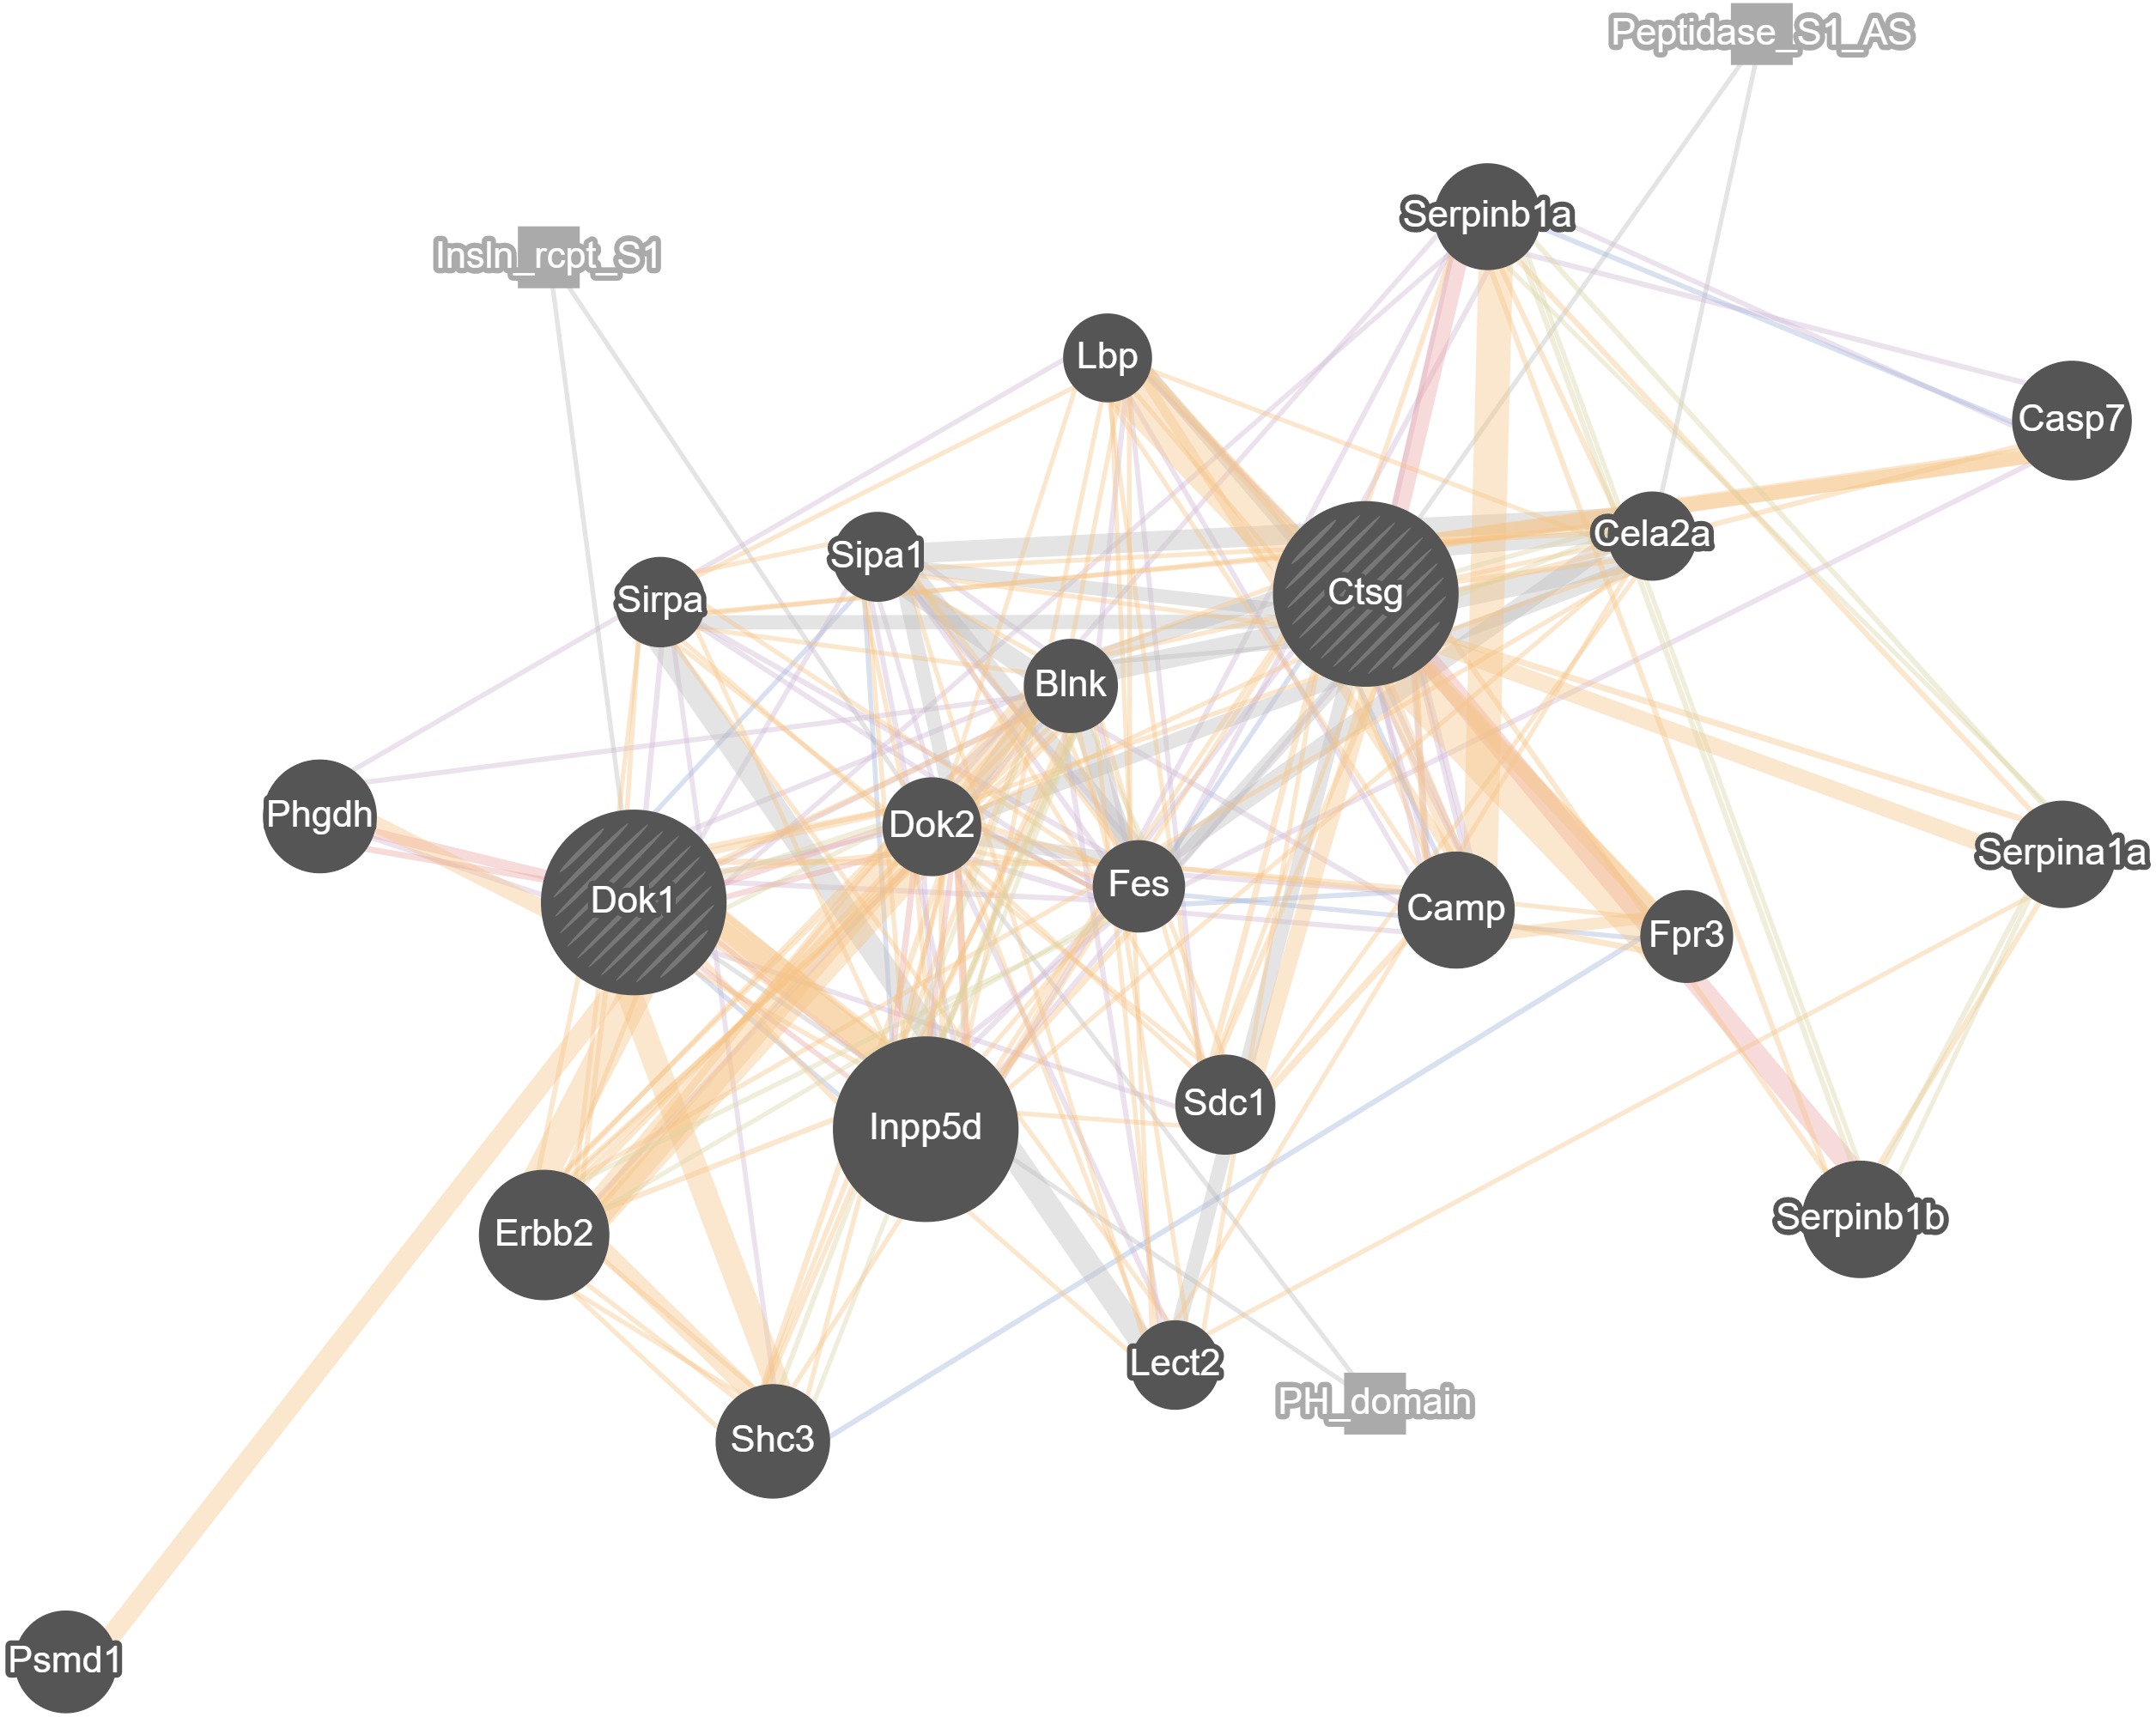 Peptidase_S1_AS
Serpinb1a
Insln_rcpt_S1
Lbp
Casp7
Cela2a
Sipa1
Ctsg
Sirpa
Blnk
Phgdh
Dok2
Serpina1a
Fes
Dok1
Camp
Fpr3
Sdc1
Inpp5d
Serpinb1b
Erbb2
Lect2
PH_domain
Shc3
Psmd1